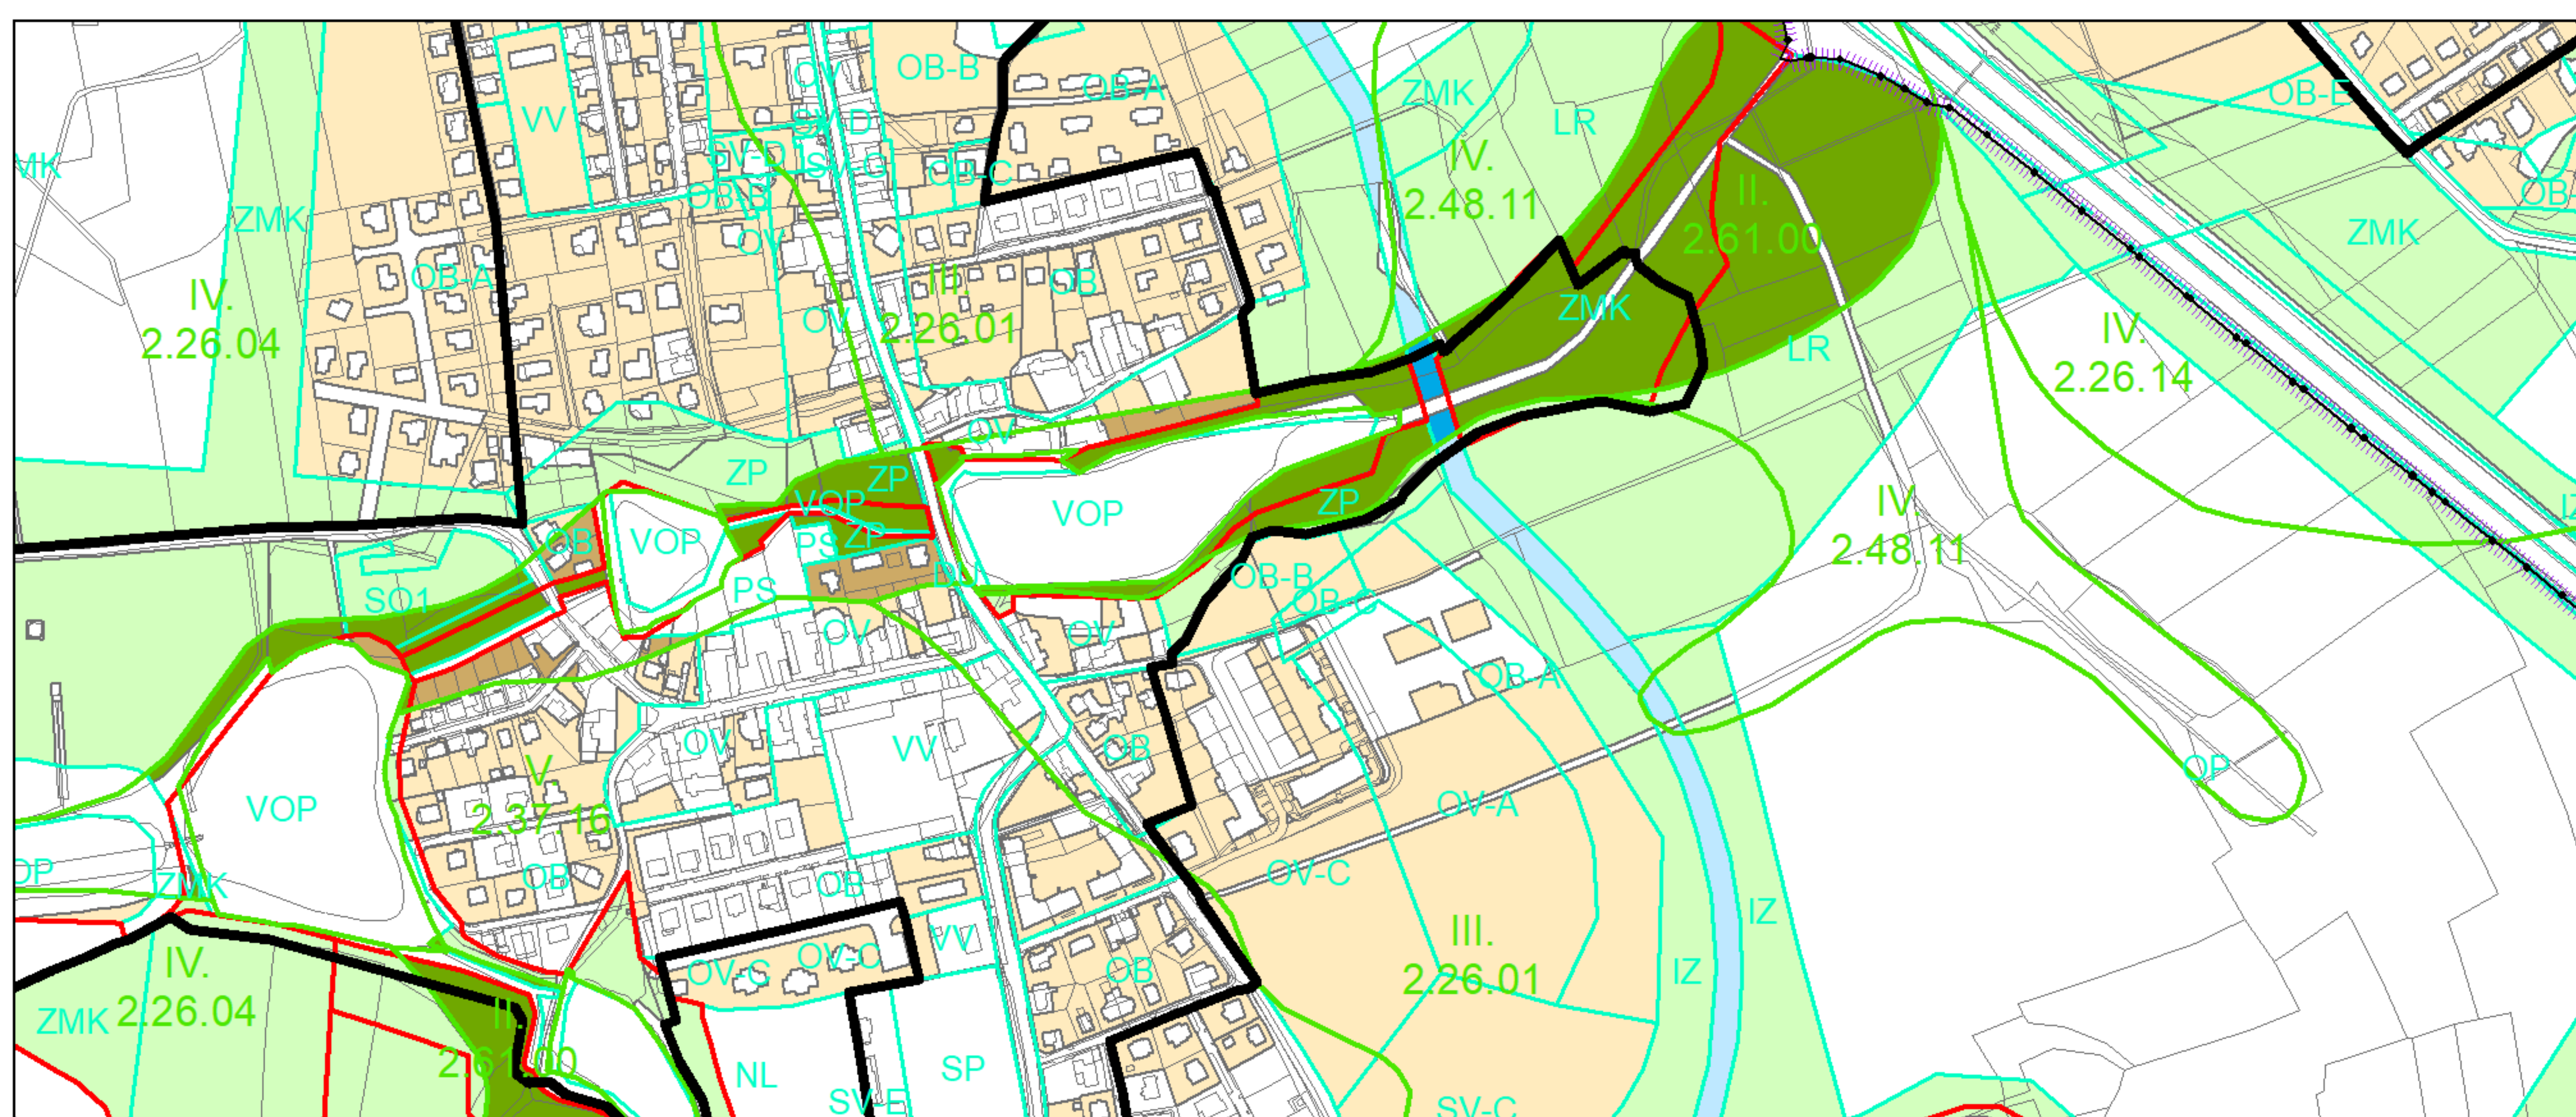 OV
OB-B
OB-A
OB-E
VV
ZMK
LR
SV-D
MK
SV-D
SV-G
OB-C
IV.
2.48.11
II.
2.61.00
OB-B
OB-
ZMK
OV
ZMK
OB-A
IV.
2.26.04
III.
2.26.01
OB
OV
ZMK
LR
IV.
2.26.14
OV
ZP
ZP
VOP
ZP
VOP
ZP
IV.
2.48.11
IZ
OB
VOP
PS
PS
DU
OB-B
OB-C
SO1
OV
OV
OB-A
OV
VV
OB
OP
V.
2.37.16
VOP
OV-A
OP
ZMK
OB
OB
OV-C
IZ
III.
2.26.01
OV-C
OV-C
VV
OB
IZ
IV.
2.26.04
ZMK
II.
2.61.00
NL
SP
SV-E
SV-C